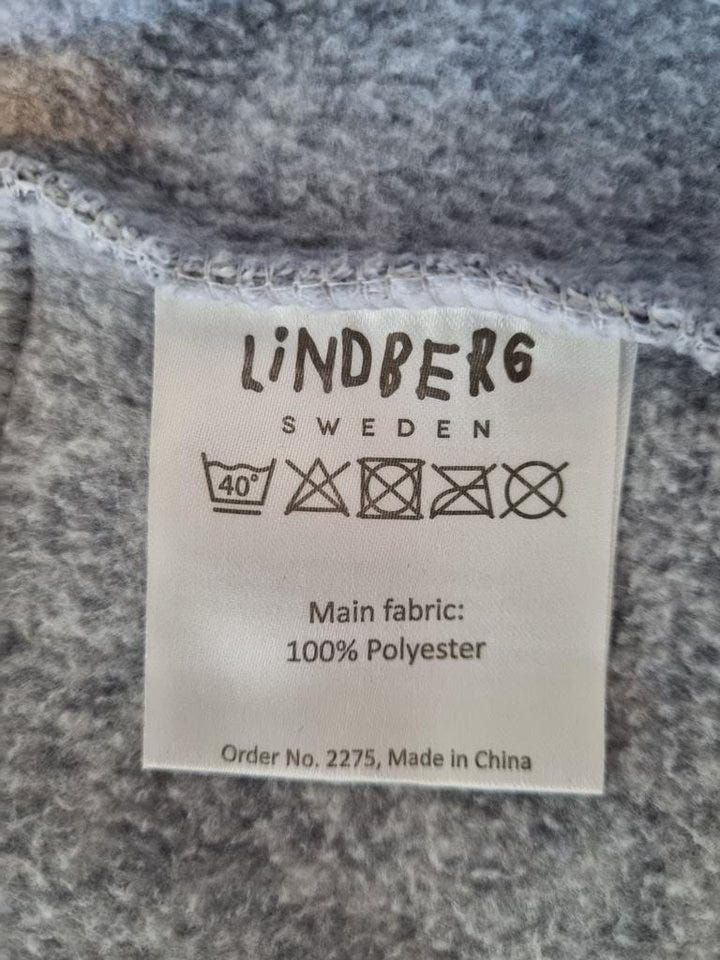 LiNDBERG
SWEDEN
40°
Main fabric:
100% Polyester
Order No. 2275, Made in China